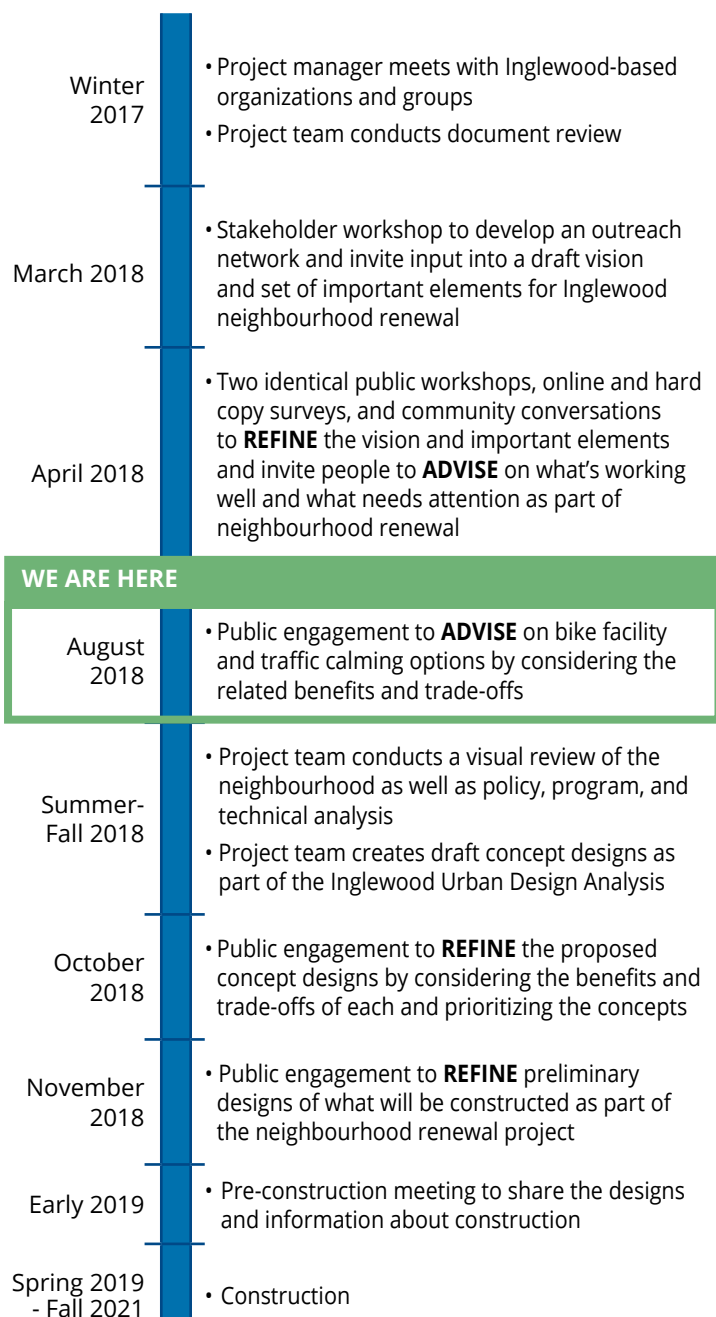 Winter
2017
• Project manager meets with Inglewood-based
organizations and groups
• Project team conducts document review
March 2018
• Stakeholder workshop to develop an outreach
network and invite input into a draft vision
and set of important elements for Inglewood
neighbourhood renewal
April 2018
• Two identical public workshops, online and hard
copy surveys, and community conversations
to REFINE the vision and important elements
and invite people to ADVISE on what’s working
well and what needs attention as part of
neighbourhood renewal
WE ARE HERE
August
2018
• Public engagement to ADVISE on bike facility
and traffic calming options by considering the
related benefits and trade-offs
Summer-
Fall 2018
• Project team conducts a visual review of the
neighbourhood as well as policy, program, and
technical analysis
• Project team creates draft concept designs as
part of the Inglewood Urban Design Analysis
October
2018
• Public engagement to REFINE the proposed
concept designs by considering the benefits and
trade-offs of each and prioritizing the concepts
November
2018
• Public engagement to REFINE preliminary
designs of what will be constructed as part of
the neighbourhood renewal project
Early 2019
• Pre-construction meeting to share the designs
and information about construction
Spring 2019
- Fall 2021
• Construction